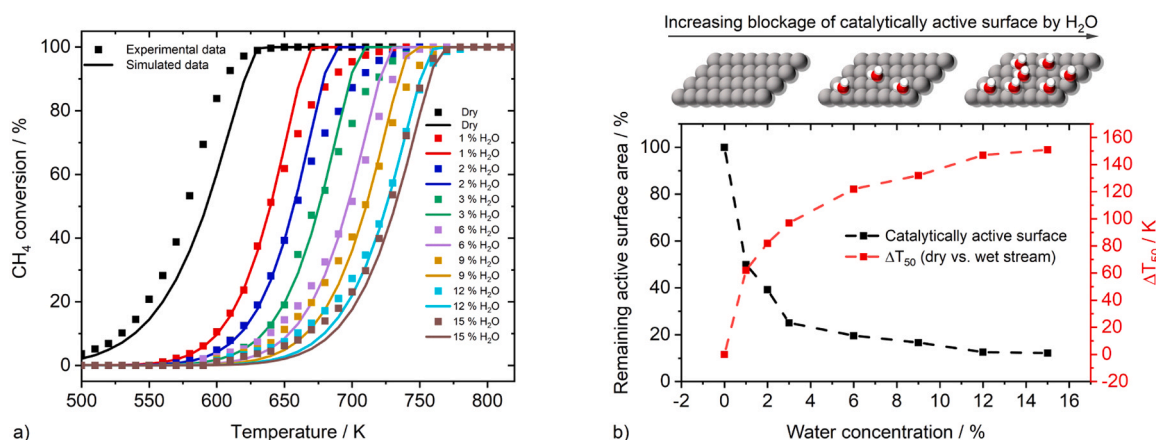 Experimental data
Simulated data
Dry
Dry
1 % H₂O
1 % H₂O
2 % H₂O
2 % H₂O
3 % H₂O
3 % H₂O
6 % H₂O
6 % H₂O
9 % H₂O
9 % H₂O
12 % H₂O
12 % H₂O
15 % H₂O
15 % H₂O
CH₄ conversion / %
100
80
60
40
20
0
500
550
600
650
700
750
800
Temperature / K
a)
Increasing blockage of catalytically active surface by H₂O
Remaining active surface area / %
100
80
60
40
20
0
Catalytically active surface
ΔT₅₀ (dry vs. wet stream)
160
140
120
100
80
60
40
20
0
-20
ΔT₅₀ / K
-2
0
2
4
6
8
10
12
14
16
Water concentration / %
b)